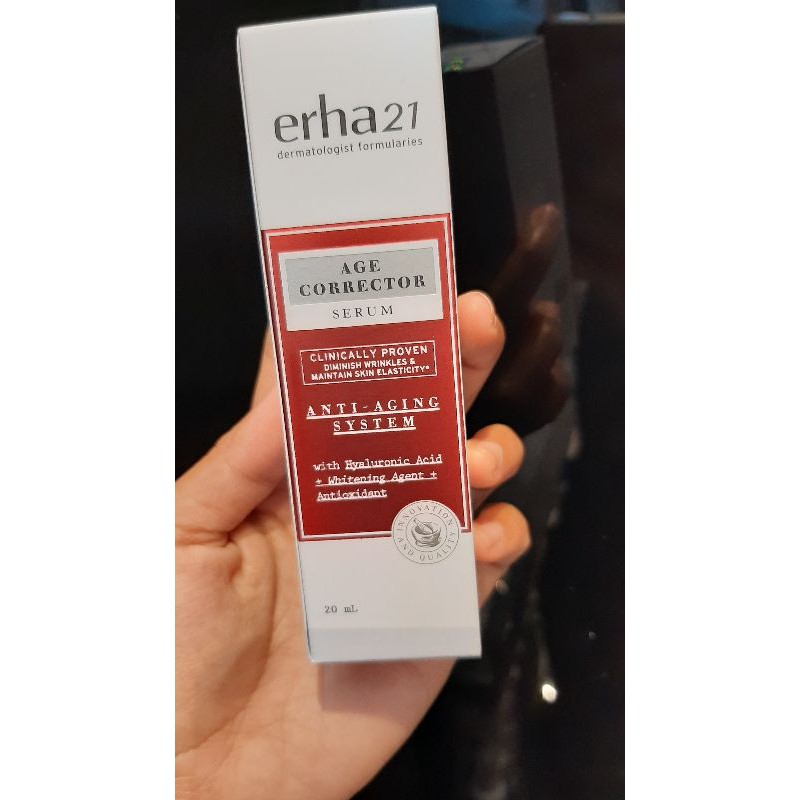 erha21
dermatologist formularies
AGE
CORRECTOR
SERUM
CLINICALLY PROVEN
DIMINISH WRINKLES &
MAINTAIN SKIN ELASTICITY*
ANTI-AGING
SYSTEM
with Hyaluronic Acid
+ Whitening Agent +
Antioxidant
INNOVATION
AND QUALITY
20 mL